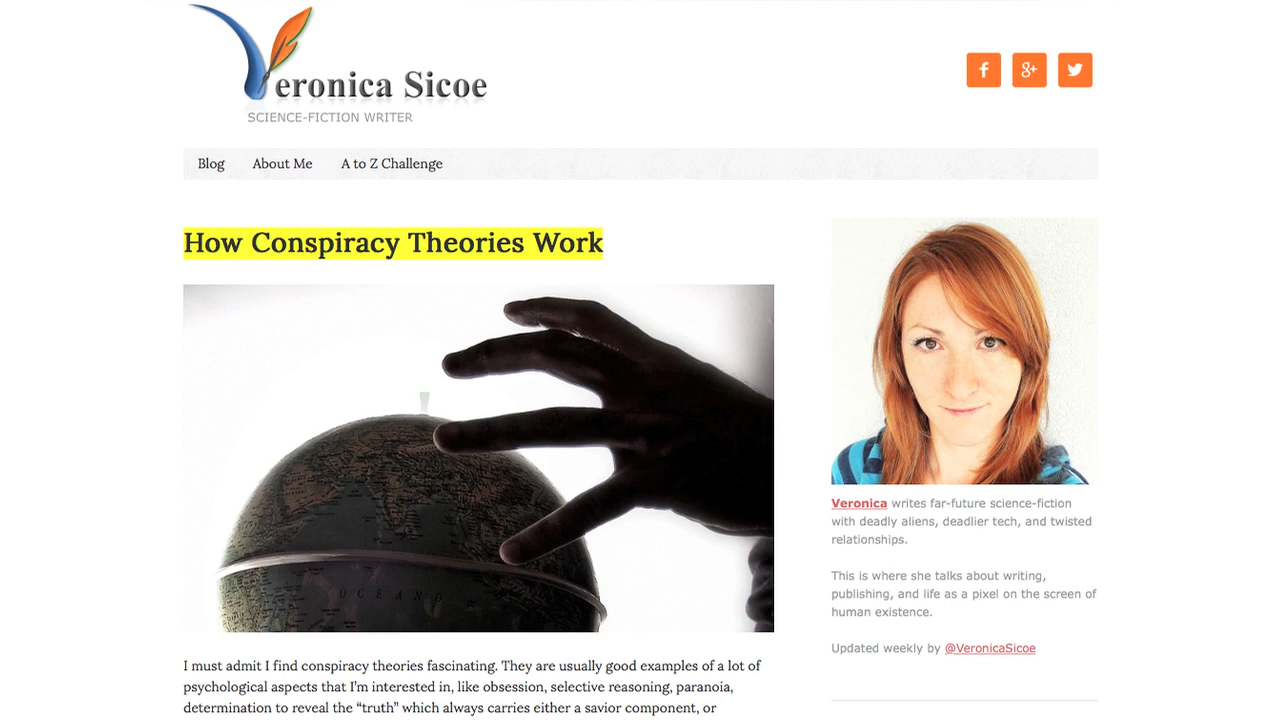 Veronica Sicoe
SCIENCE-FICTION WRITER
Blog About Me A to Z Challenge
How Conspiracy Theories Work
OCEANO
I must admit I find conspiracy theories fascinating. They are usually good examples of a lot of
psychological aspects that I'm interested in, like obsession, selective reasoning, paranoia,
determination to reveal the “truth” which always carries either a savior component, or
Veronica writes far-future science-fiction
with deadly aliens, deadlier tech, and twisted
relationships.
This is where she talks about writing,
publishing, and life as a pixel on the screen of
human existence.
Updated weekly by @VeronicaSicoe